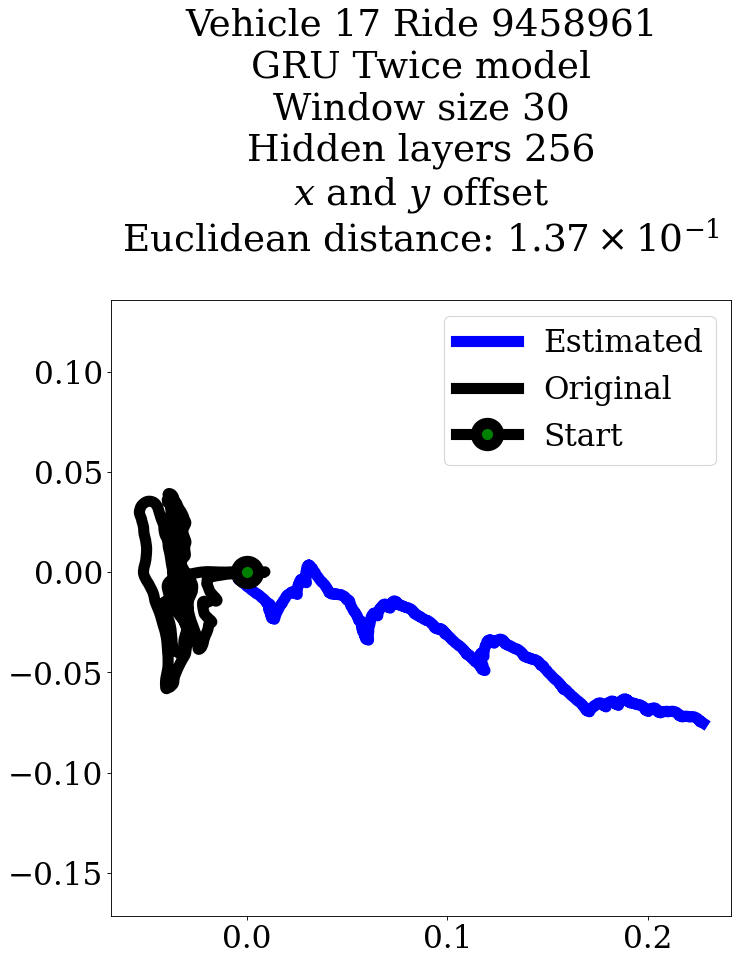 Vehicle 17 Ride 9458961
GRU Twice model
Window size 30
Hidden layers 256
x and y offset
Euclidean distance: 1.37 × 10⁻¹
Estimated
Original
Start
0.10
0.05
0.00
−0.05
−0.10
−0.15
0.0 0.1 0.2